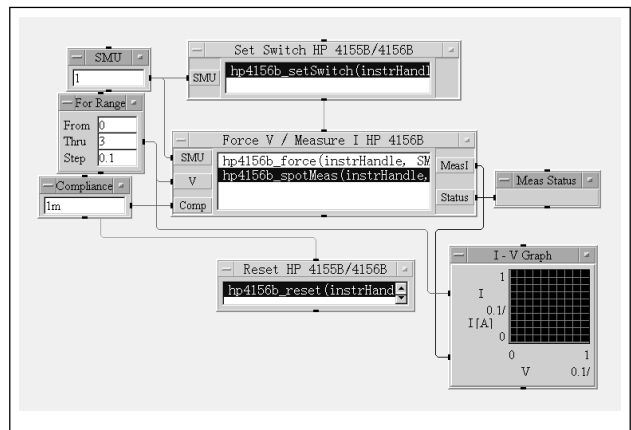 SMU
1
Set Switch HP 4155B/4156B
SMU
hp4156b_setSwitch(instrHandl
For Range
From 0
Thru 3
Step 0.1
Force V / Measure I HP 4156B
SMU
V
Comp
hp4156b_force(instrHandle, SM
hp4156b_spotMeas(instrHandle,
MeasI
Status
Meas Status
Compliance
1m
Reset HP 4155B/4156B
hp4156b_reset(instrHand
I - V Graph
1
I
0.1/
I[A]
0
0 1
V 0.1/